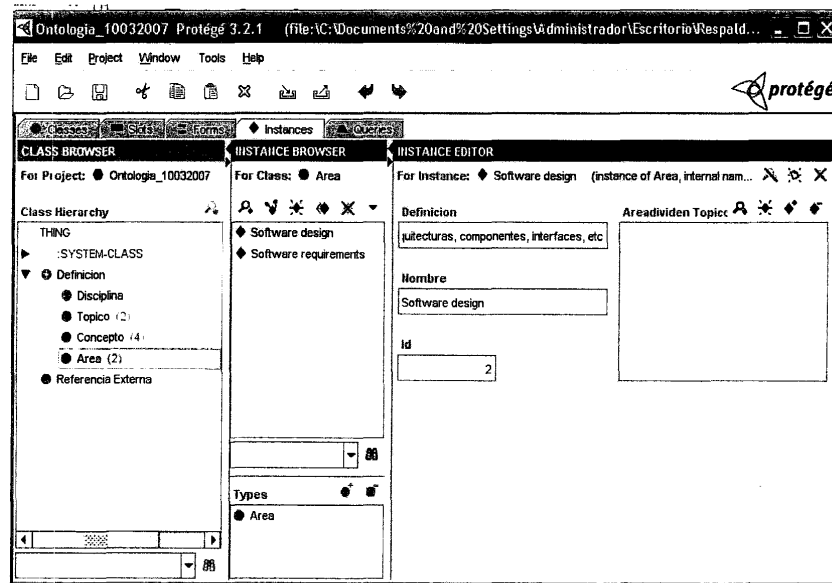 Ontologia_10032007 Protégé 3.2.1 (file:\C:\Documents%20and%20Settings\Administrador\Escritorio\Respald...
File Edit Project Window Tools Help
protégé
Classes Slots Forms Instances Queries
CLASS BROWSER
For Project: Ontologia_10032007
Class Hierarchy
THING
:SYSTEM-CLASS
Definicion
Disciplina
Topico (2)
Concepto (4)
Area (2)
Referencia Externa
INSTANCE BROWSER
For Class: Area
Software design
Software requirements
Types
Area
INSTANCE EDITOR
For Instance: Software design (instance of Area, internal nam...
Definicion
uitecturas, componentes, interfaces, etc
Nombre
Software design
Id
2
Areadividen Topicc